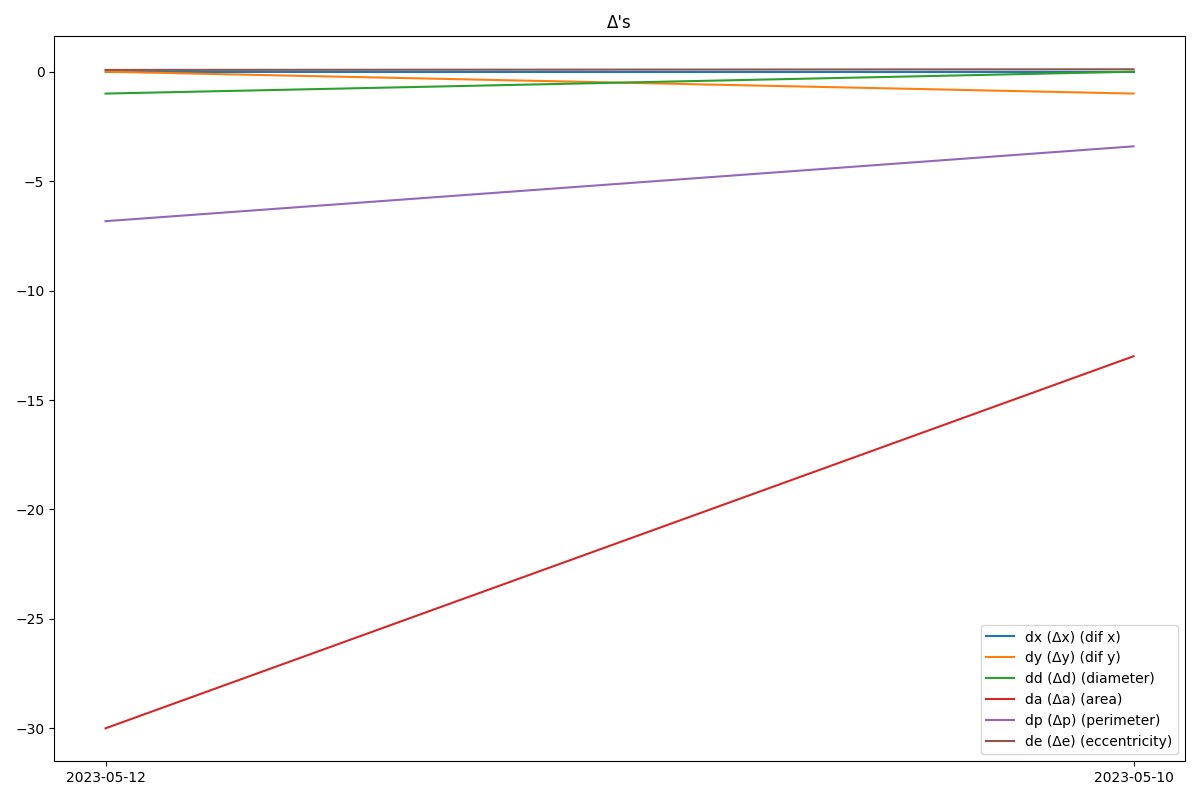 Δ's
0
−5
−10
−15
−20
−25
−30
2023-05-12
2023-05-10
dx (Δx) (dif x)
dy (Δy) (dif y)
dd (Δd) (diameter)
da (Δa) (area)
dp (Δp) (perimeter)
de (Δe) (eccentricity)